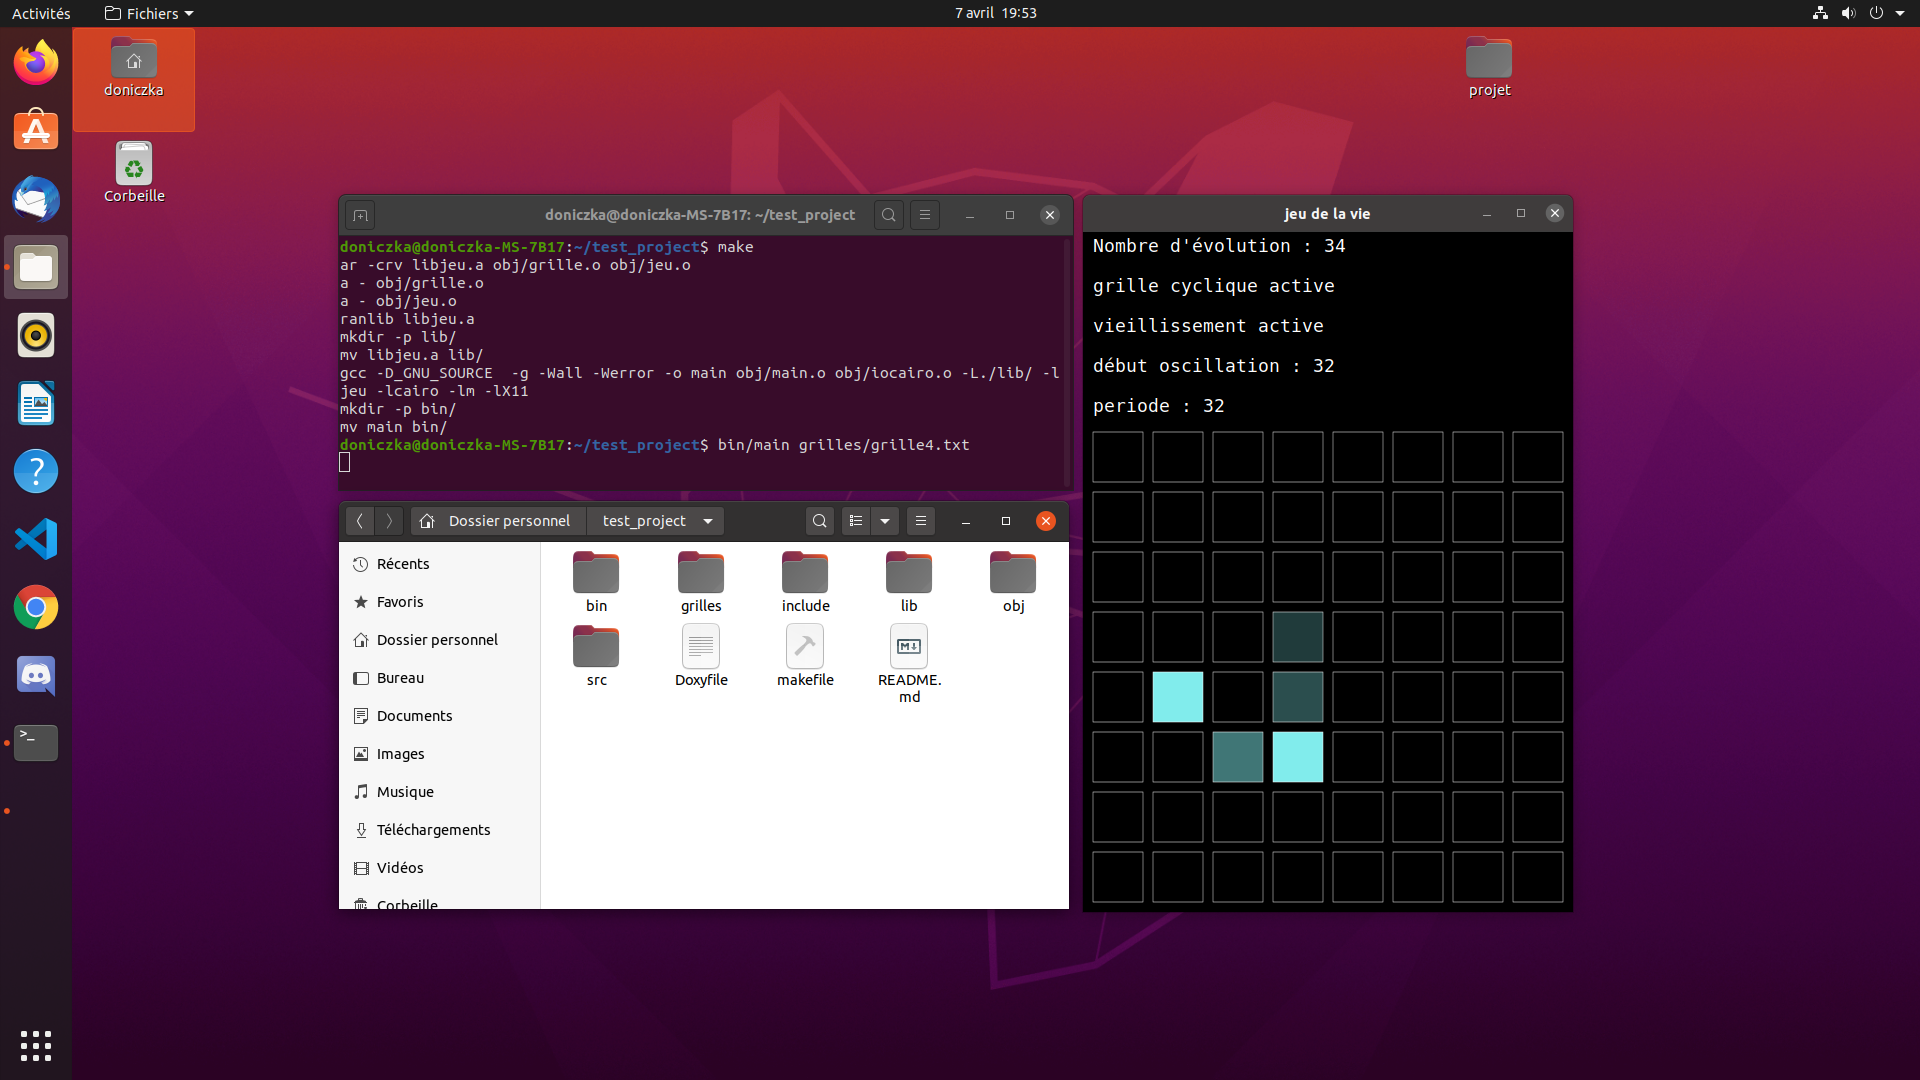 Activités
Fichiers
7 avril 19:53
doniczka
Corbeille
projet
doniczka@doniczka-MS-7B17: ~/test_project
doniczka@doniczka-MS-7B17:~/test_project$ make
ar -crv libjeu.a obj/grille.o obj/jeu.o
a - obj/grille.o
a - obj/jeu.o
ranlib libjeu.a
mkdir -p lib/
mv libjeu.a lib/
gcc -D_GNU_SOURCE  -g -Wall -Werror -o main obj/main.o obj/iocairo.o -L./lib/ -l
jeu -lcairo -lm -lX11
mkdir -p bin/
mv main bin/
doniczka@doniczka-MS-7B17:~/test_project$ bin/main grilles/grille4.txt
Dossier personnel
test_project
Récents
Favoris
Dossier personnel
Bureau
Documents
Images
Musique
Téléchargements
Vidéos
Corbeille
bin
grilles
include
lib
obj
src
Doxyfile
makefile
README.
md
jeu de la vie
Nombre d'évolution : 34
grille cyclique active
vieillissement active
début oscillation : 32
periode : 32